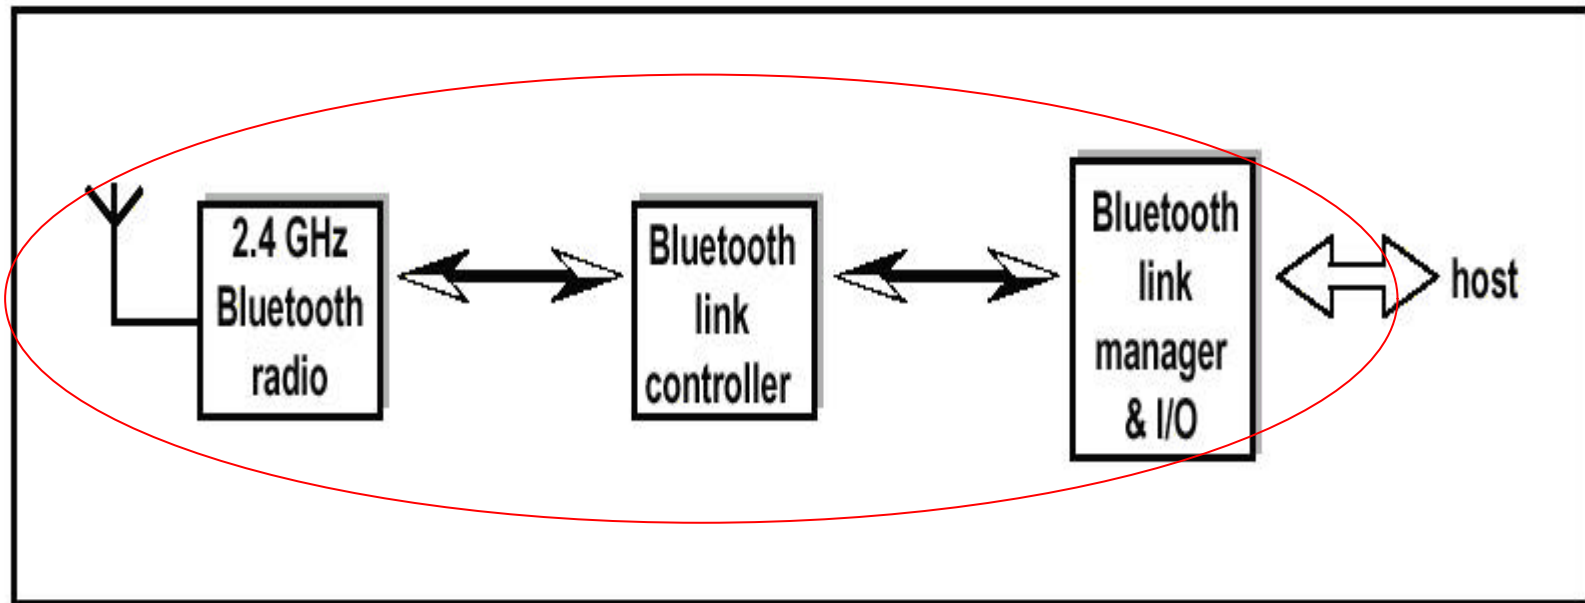 2.4 GHz
Bluetooth
radio
Bluetooth
link
controller
Bluetooth
link
manager
& I/O
host